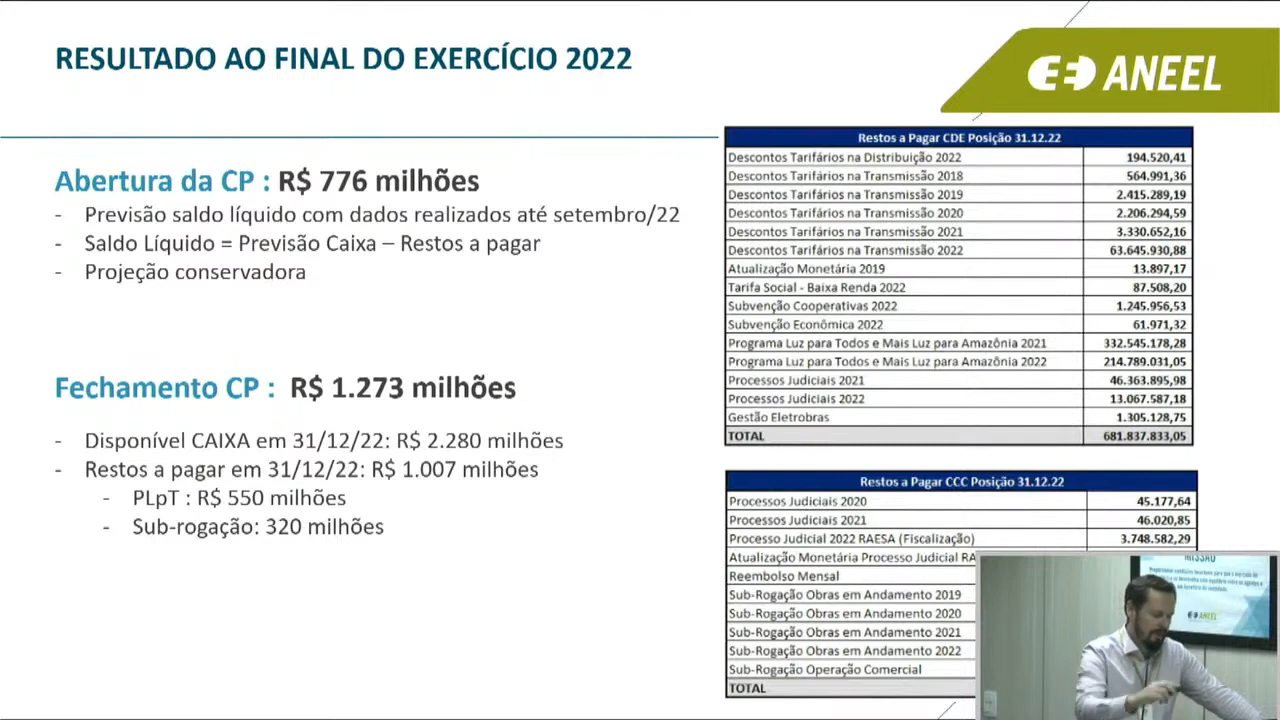 RESULTADO AO FINAL DO EXERCÍCIO 2022
ANEEL
Abertura da CP : R$ 776 milhões
- Previsão saldo líquido com dados realizados até setembro/22
- Saldo Líquido = Previsão Caixa – Restos a pagar
- Projeção conservadora
Fechamento CP : R$ 1.273 milhões
- Disponível CAIXA em 31/12/22: R$ 2.280 milhões
- Restos a pagar em 31/12/22: R$ 1.007 milhões
- PLpT : R$ 550 milhões
- Sub-rogação: 320 milhões
Restos a Pagar CDE Posição 31.12.22
Descontos Tarifários na Distribuição 2022 194.520,41
Descontos Tarifários na Transmissão 2018 564.991,36
Descontos Tarifários na Transmissão 2019 2.415.289,19
Descontos Tarifários na Transmissão 2020 2.206.294,59
Descontos Tarifários na Transmissão 2021 3.330.652,16
Descontos Tarifários na Transmissão 2022 63.645.930,88
Atualização Monetária 2019 13.897,17
Tarifa Social - Baixa Renda 2022 87.508,20
Subvenção Cooperativas 2022 1.245.956,53
Subvenção Econômica 2022 61.971,32
Programa Luz para Todos e Mais Luz para Amazônia 2021 332.545.178,28
Programa Luz para Todos e Mais Luz para Amazônia 2022 214.789.031,05
Processos Judiciais 2021 46.363.895,98
Processos Judiciais 2022 13.067.587,18
Gestão Eletrobras 1.305.128,75
TOTAL 681.837.833,05
Restos a Pagar CCC Posição 31.12.22
Processos Judiciais 2020 45.177,64
Processos Judiciais 2021 46.020,85
Processo Judicial 2022 RAESA (Fiscalização) 3.748.582,29
Atualização Monetária Processo Judicial RA
Reembolso Mensal
Sub-Rogação Obras em Andamento 2019
Sub-Rogação Obras em Andamento 2020
Sub-Rogação Obras em Andamento 2021
Sub-Rogação Obras em Andamento 2022
Sub-Rogação Operação Comercial
TOTAL
MISSÃO
ANEEL